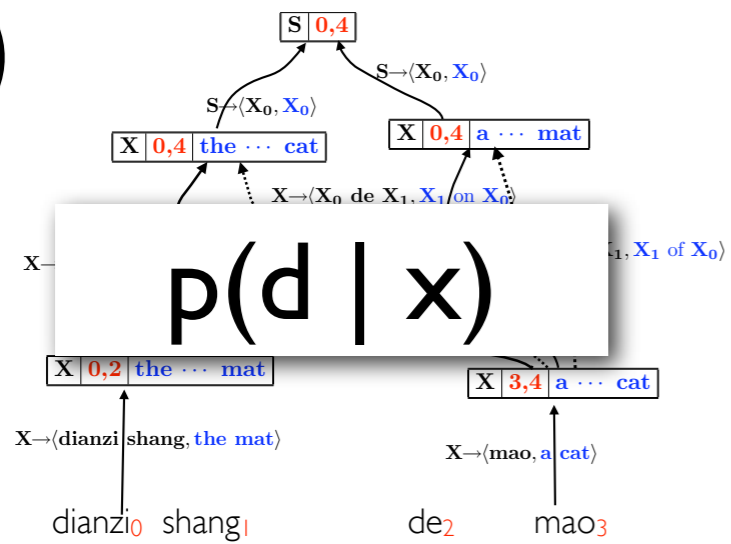 S 0,4
S→⟨X₀, X₀⟩
S→⟨X₀, X₀⟩
X 0,4 the ··· cat
X 0,4 a ··· mat
X→⟨X₀ de X₁, X₁ on X₀⟩
X→
X₁, X₁ of X₀⟩
p(d | x)
X 0,2 the ··· mat
X 3,4 a ··· cat
X→⟨dianzi shang, the mat⟩
X→⟨mao, a cat⟩
dianzi₀ shang₁ de₂ mao₃